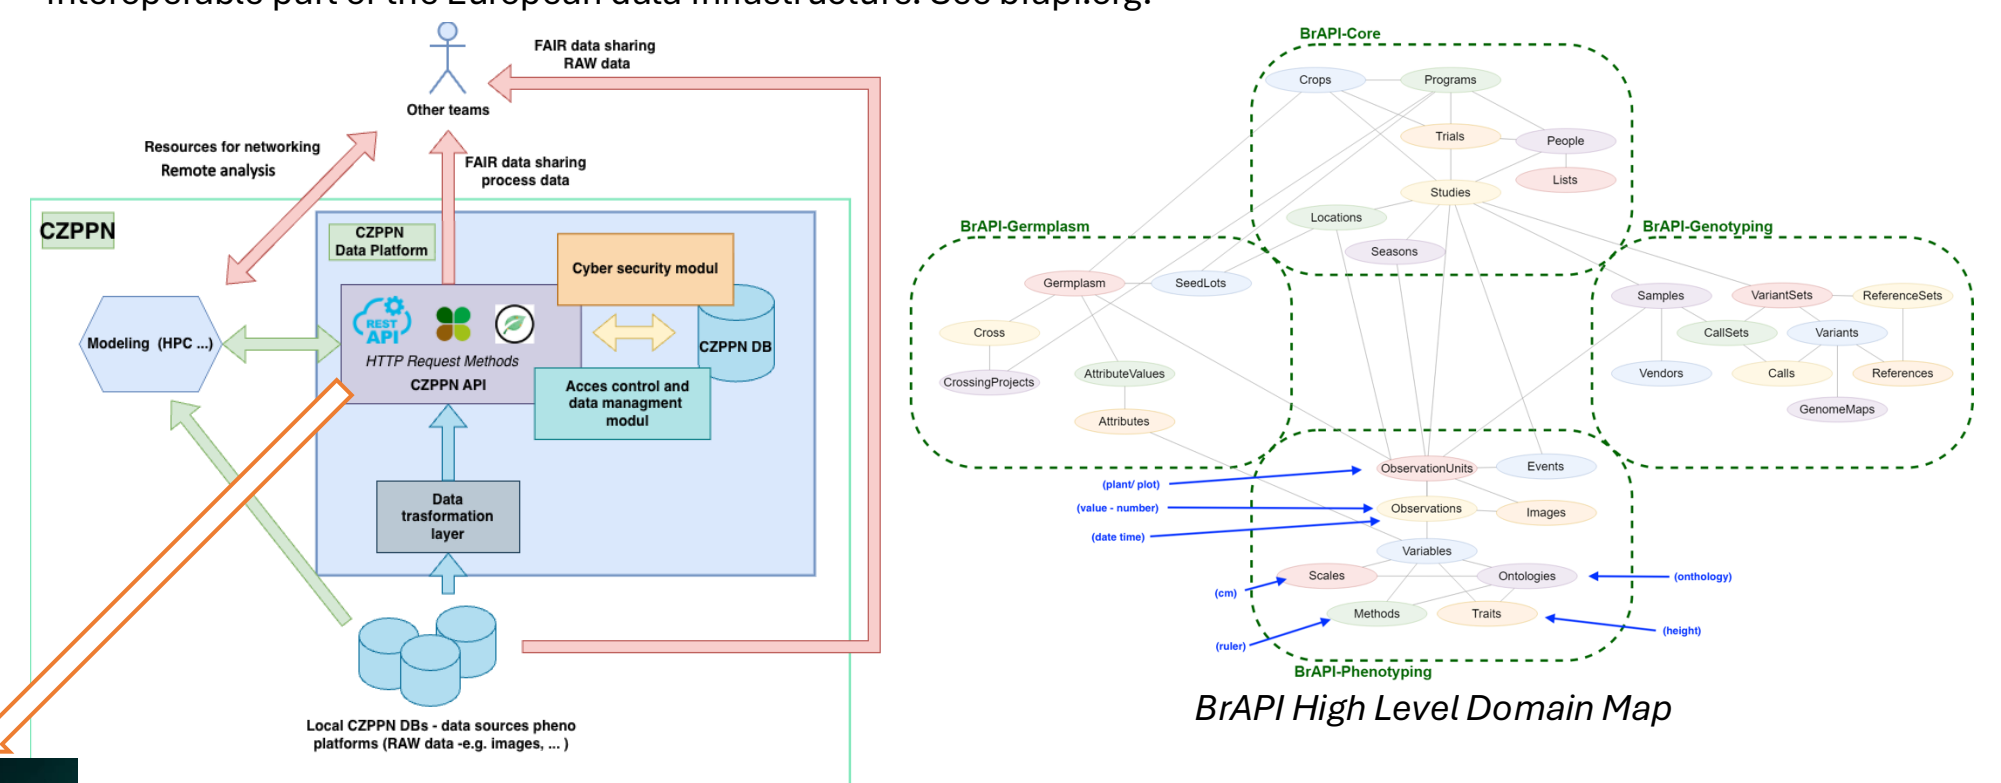 FAIR data sharing
RAW data
Other teams
Resources for networking
Remote analysis
FAIR data sharing
process data
CZPPN
CZPPN
Data Platform
Cyber security modul
REST
API
HTTP Request Methods
CZPPN API
CZPPN DB
Modeling (HPC ...)
Acces control and
data managment
modul
Data
trasformation
layer
Local CZPPN DBs - data sources pheno
platforms (RAW data -e.g. images, ... )
BrAPI-Core
Crops
Programs
Trials
People
Lists
Studies
Locations
Seasons
BrAPI-Germplasm
Germplasm
SeedLots
Cross
CrossingProjects
AttributeValues
Attributes
BrAPI-Genotyping
Samples
VariantSets
ReferenceSets
CallSets
Variants
Vendors
Calls
References
GenomeMaps
ObservationUnits
Events
(plant/ plot)
(value - number)
Observations
Images
(date time)
Variables
Scales
Ontologies
(onthology)
(cm)
Methods
Traits
(height)
(ruler)
BrAPI-Phenotyping
BrAPI High Level Domain Map